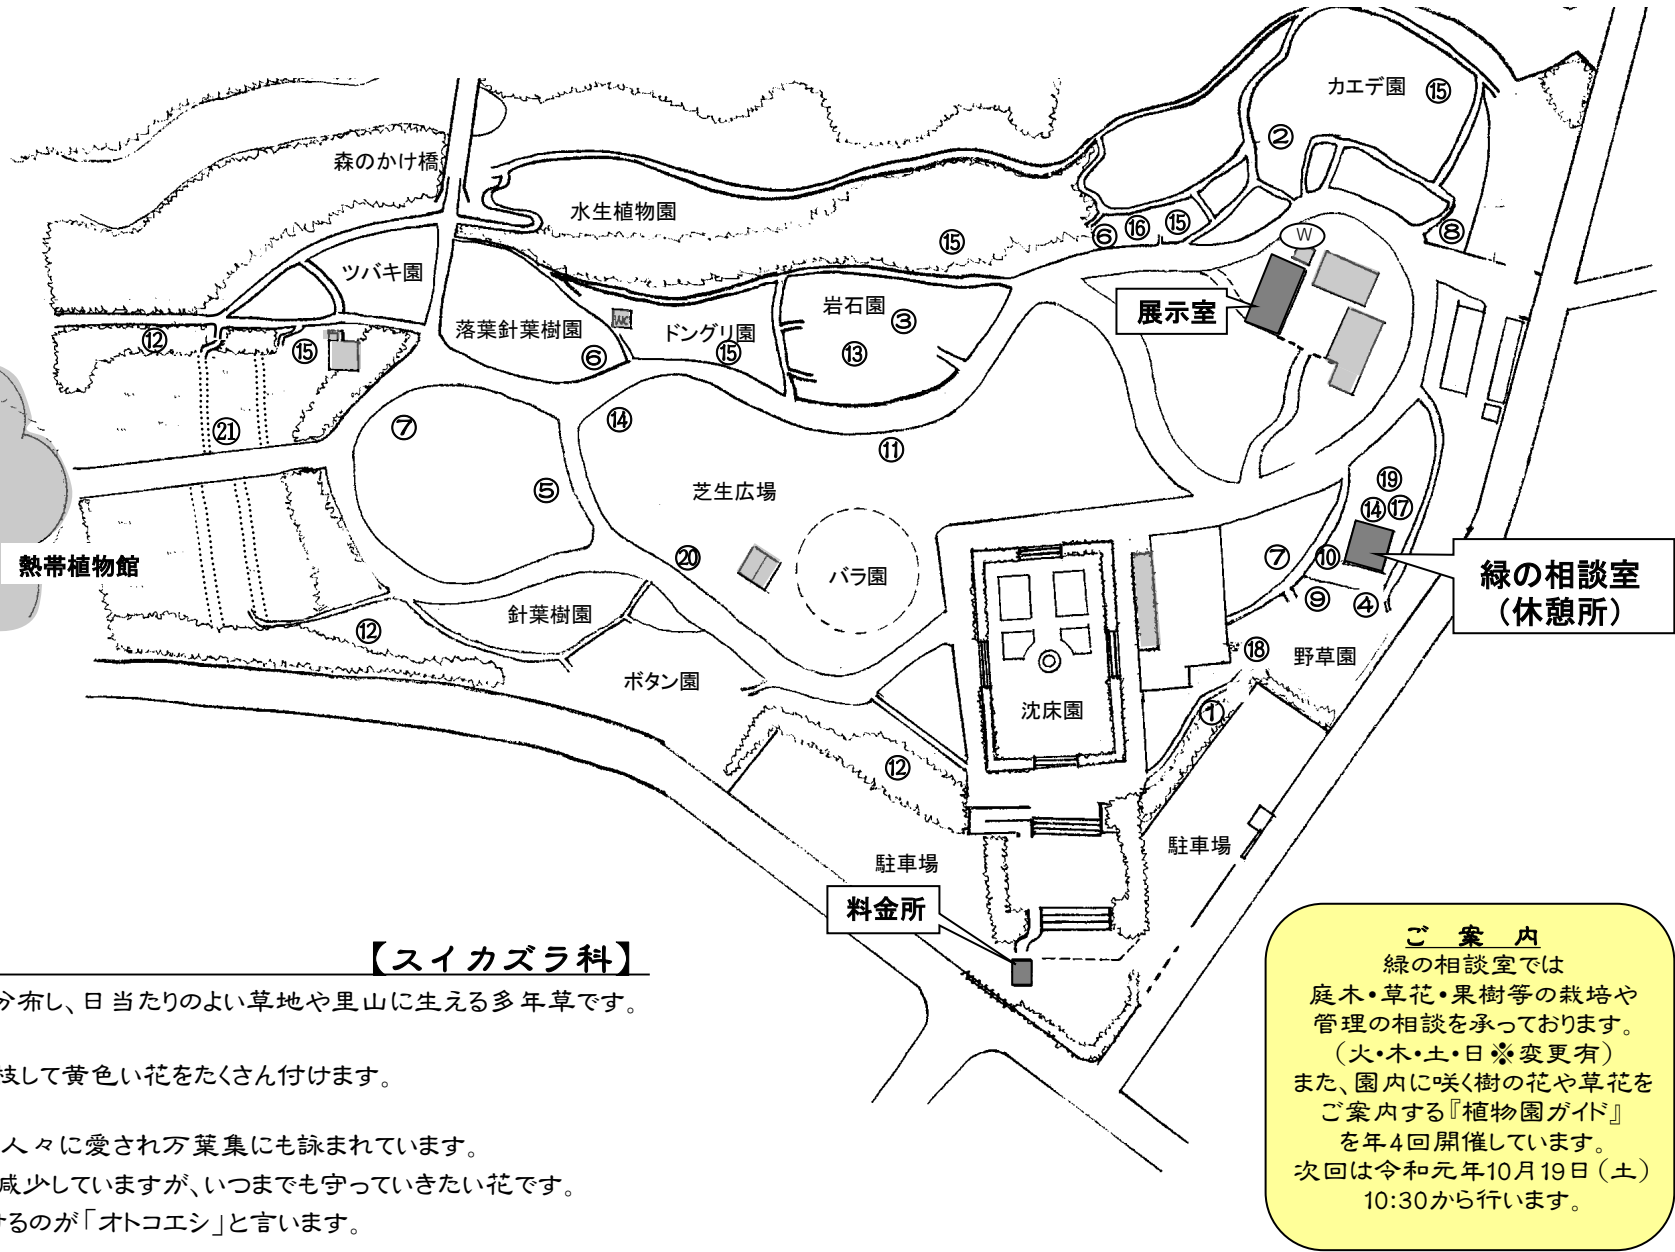 カエデ園 ⑮
②
森のかけ橋
水生植物園
⑮
⑥ ⑯ ⑮
⑧
W
ツバキ園
展示室
岩石園
③
落葉針葉樹園
WC
ドングリ園
⑫
⑮
⑥
⑮
⑬
⑦
⑭
㉑
⑪
⑤
芝生広場
⑲
⑭⑰
熱帯植物館
⑳
バラ園
⑦
⑩
緑の相談室
(休憩所)
⑨
④
針葉樹園
⑫
⑱
野草園
ボタン園
沈床園
①
⑫
駐車場
駐車場
料金所
【スイカズラ科】
分布し、日当たりのよい草地や里山に生える多年草です。
枝して黄色い花をたくさん付けます。
人々に愛され万葉集にも詠まれています。
減少していますが、いつまでも守っていきたい花です。
するのが「オトコエシ」と言います。
ご 案 内
緑の相談室では
庭木・草花・果樹等の栽培や
管理の相談を承っております。
(火・木・土・日※変更有)
また、園内に咲く樹の花や草花を
ご案内する『植物園ガイド』
を年4回開催しています。
次回は令和元年10月19日(土)
10:30から行います。